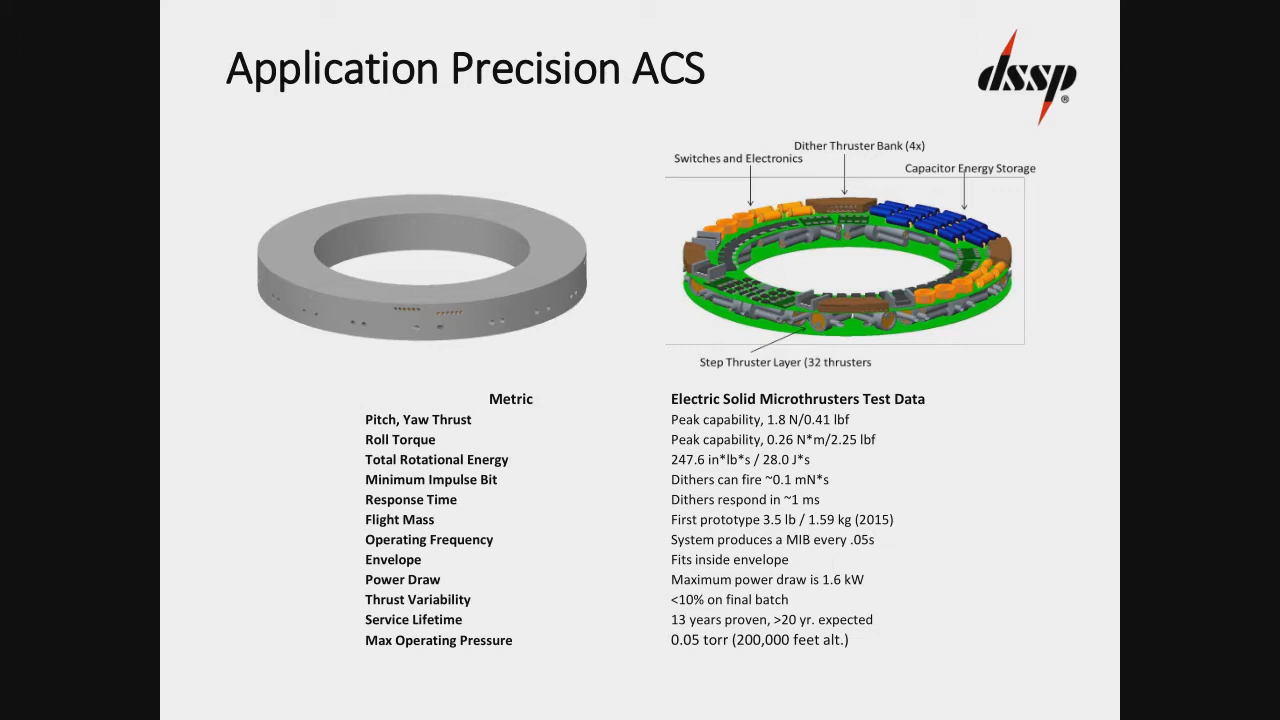 Application Precision ACS
dssp®
Dither Thruster Bank (4x)
Switches and Electronics
Capacitor Energy Storage
Step Thruster Layer (32 thrusters
Metric Electric Solid Microthrusters Test Data
Pitch, Yaw Thrust Peak capability, 1.8 N/0.41 lbf
Roll Torque Peak capability, 0.26 N*m/2.25 lbf
Total Rotational Energy 247.6 in*lb*s / 28.0 J*s
Minimum Impulse Bit Dithers can fire ~0.1 mN*s
Response Time Dithers respond in ~1 ms
Flight Mass First prototype 3.5 lb / 1.59 kg (2015)
Operating Frequency System produces a MIB every .05s
Envelope Fits inside envelope
Power Draw Maximum power draw is 1.6 kW
Thrust Variability <10% on final batch
Service Lifetime 13 years proven, >20 yr. expected
Max Operating Pressure 0.05 torr (200,000 feet alt.)